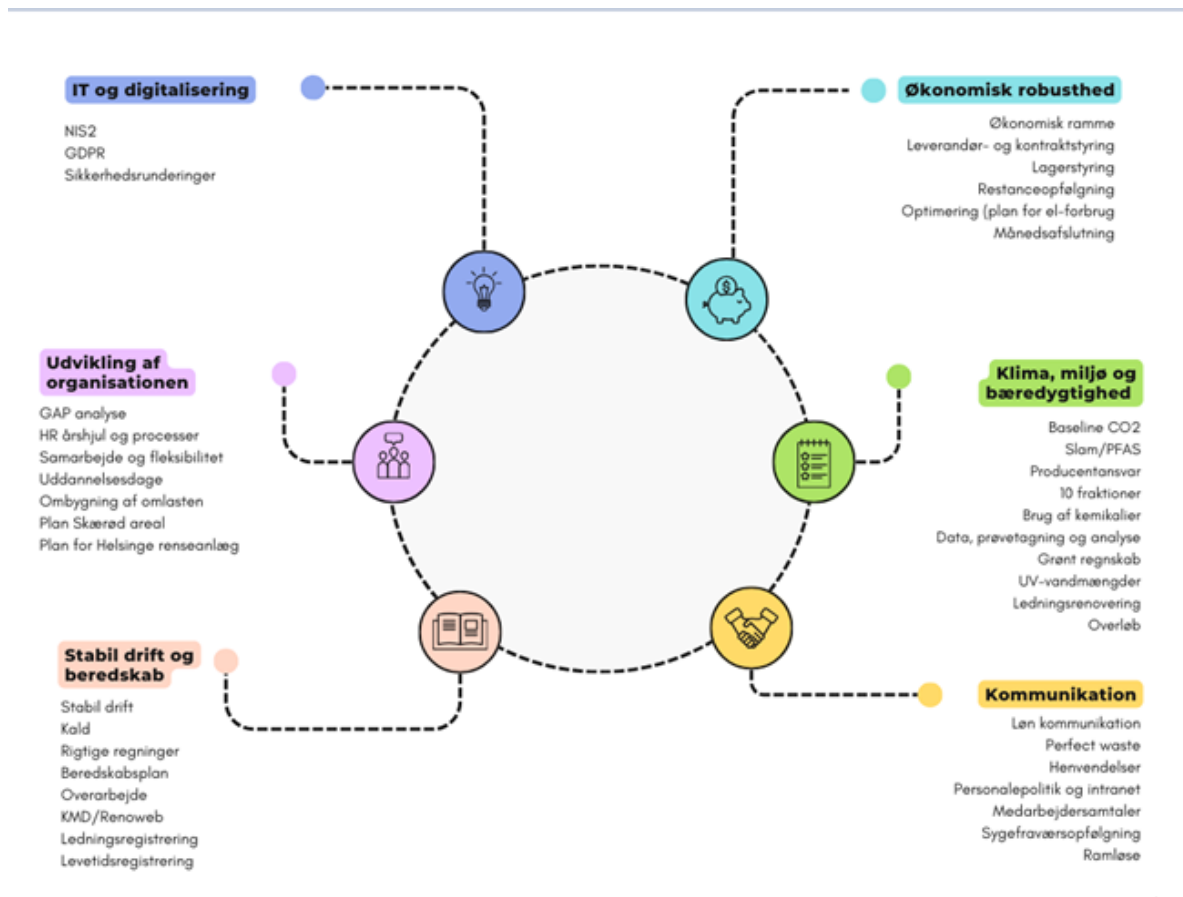 IT og digitalisering
NIS2
GDPR
Sikkerhedsrunderinger
Økonomisk robusthed
Økonomisk ramme
Leverandør- og kontraktstyring
Lagerstyring
Restanceopfølgning
Optimering (plan for el-forbrug
Månedsafslutning
Udvikling af
organisationen
GAP analyse
HR årshjul og processer
Samarbejde og fleksibilitet
Uddannelsesdage
Ombygning af omlasten
Plan Skærød areal
Plan for Helsinge renseanlæg
Klima, miljø og
bæredygtighed
Baseline CO2
Slam/PFAS
Producentansvar
10 fraktioner
Brug af kemikalier
Data, prøvetagning og analyse
Grønt regnskab
UV-vandmængder
Ledningsrenovering
Overløb
Stabil drift og
beredskab
Stabil drift
Kald
Rigtige regninger
Beredskabsplan
Overarbejde
KMD/Renoweb
Ledningsregistrering
Levetidsregistrering
Kommunikation
Løn kommunikation
Perfect waste
Henvendelser
Personalepolitik og intranet
Medarbejdersamtaler
Sygefraværsopfølgning
Ramløse